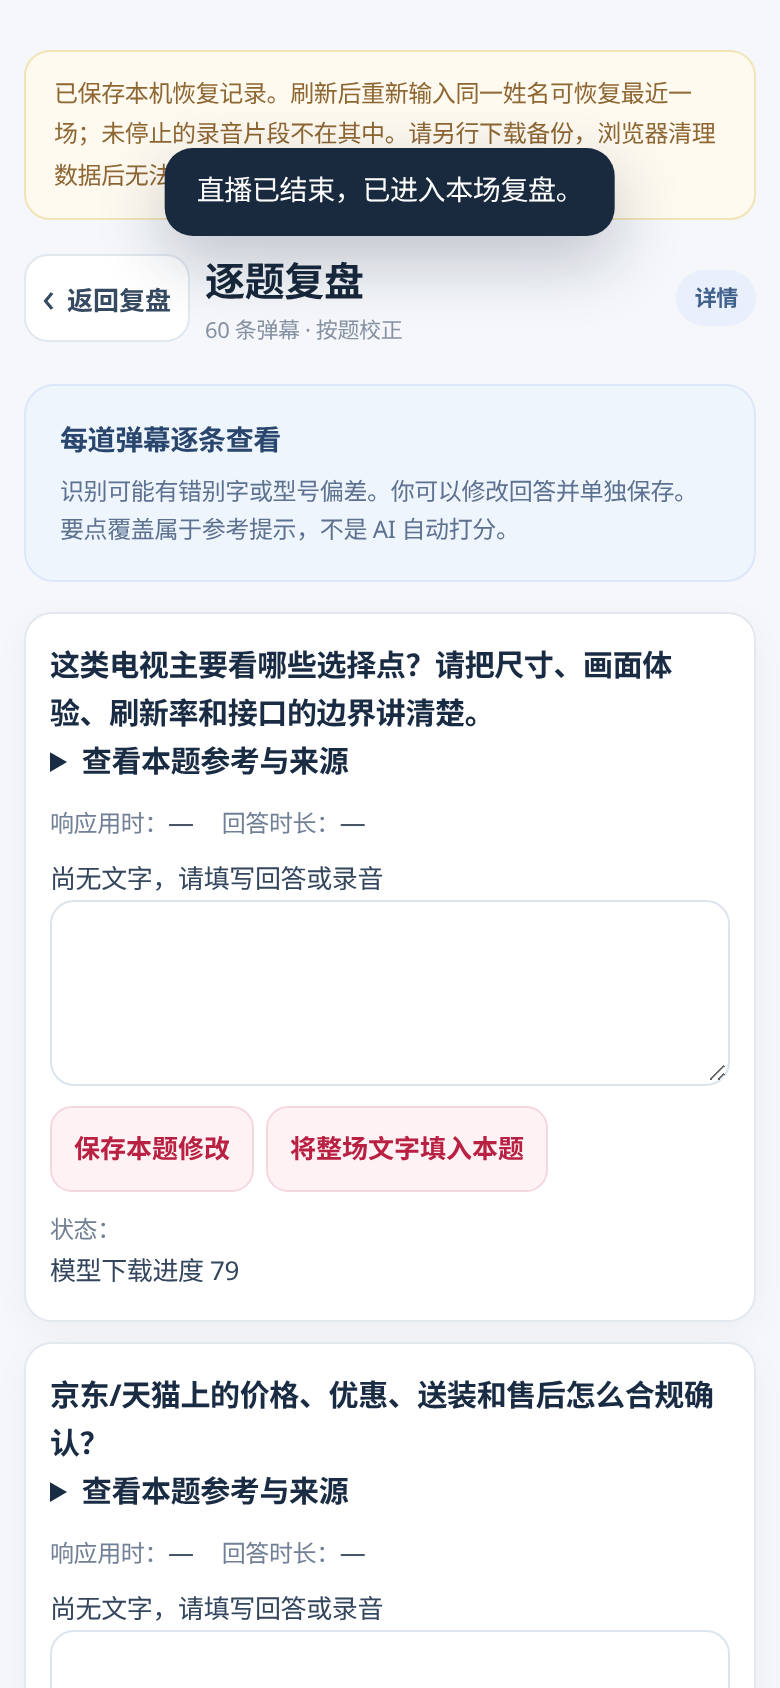 已保存本机恢复记录。刷新后重新输入同一姓名可恢复最近一
场；未停止的录音片段不在其中。请另行下载备份，浏览器清理
数据后无法
直播已结束，已进入本场复盘。
‹ 返回复盘
逐题复盘
60 条弹幕 · 按题校正
详情
每道弹幕逐条查看
识别可能有错别字或型号偏差。你可以修改回答并单独保存。
要点覆盖属于参考提示，不是 AI 自动打分。
这类电视主要看哪些选择点？请把尺寸、画面体
验、刷新率和接口的边界讲清楚。
▶ 查看本题参考与来源
响应用时：— 回答时长：—
尚无文字，请填写回答或录音
保存本题修改
将整场文字填入本题
状态：
模型下载进度 79
京东/天猫上的价格、优惠、送装和售后怎么合规确
认？
▶ 查看本题参考与来源
响应用时：— 回答时长：—
尚无文字，请填写回答或录音